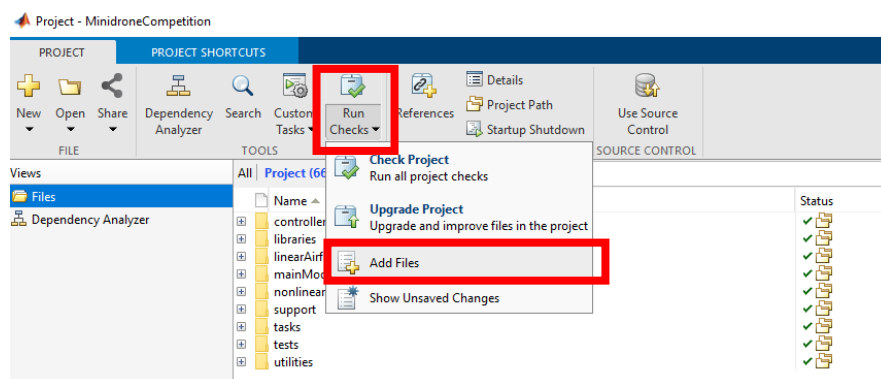 Project - MinidroneCompetition
PROJECT PROJECT SHORTCUTS
New
Open
Share
FILE
Dependency
Analyzer
Search
Custom
Tasks
Run
Checks
References
Details
Project Path
Startup Shutdown
TOOLS
Use Source
Control
SOURCE CONTROL
Check Project
Run all project checks
Upgrade Project
Upgrade and improve files in the project
Add Files
Show Unsaved Changes
Views
Files
Dependency Analyzer
All Project (66
Name Status
controller
libraries
linearAirf
mainMod
nonlinear
support
tasks
tests
utilities